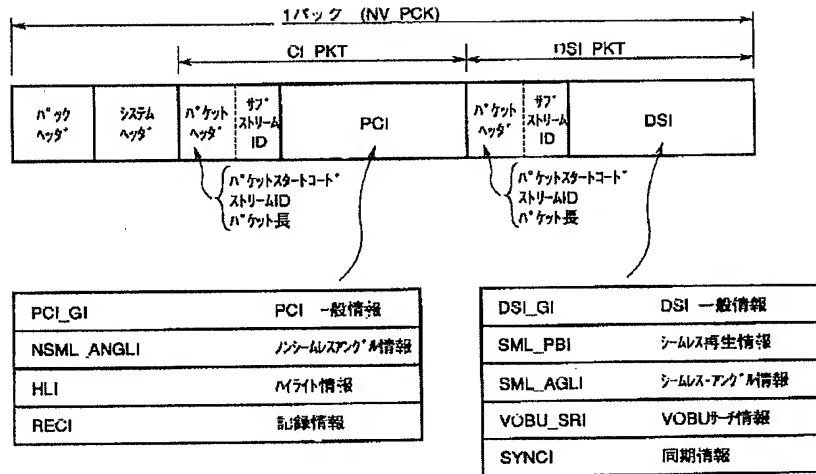 1パック (NV PCK)
CI PKT
DSI PKT
パック
ヘッダ
システム
ヘッダ
パケット
ヘッダ
サブ
ストリーム
ID
PCI
パケット
ヘッダ
サブ
ストリーム
ID
DSI
パケットスタートコード
ストリームID
パケット長
パケットスタートコード
ストリームID
パケット長
PCI_GI PCI 一般情報
NSML_ANGLI ノンシームレスアングル情報
HLI ハイライト情報
RECI 記録情報
DSI_GI DSI 一般情報
SML_PBI シームレス再生情報
SML_AGLI シームレス-アングル情報
VOBU_SRI VOBUサーチ情報
SYNCI 同期情報